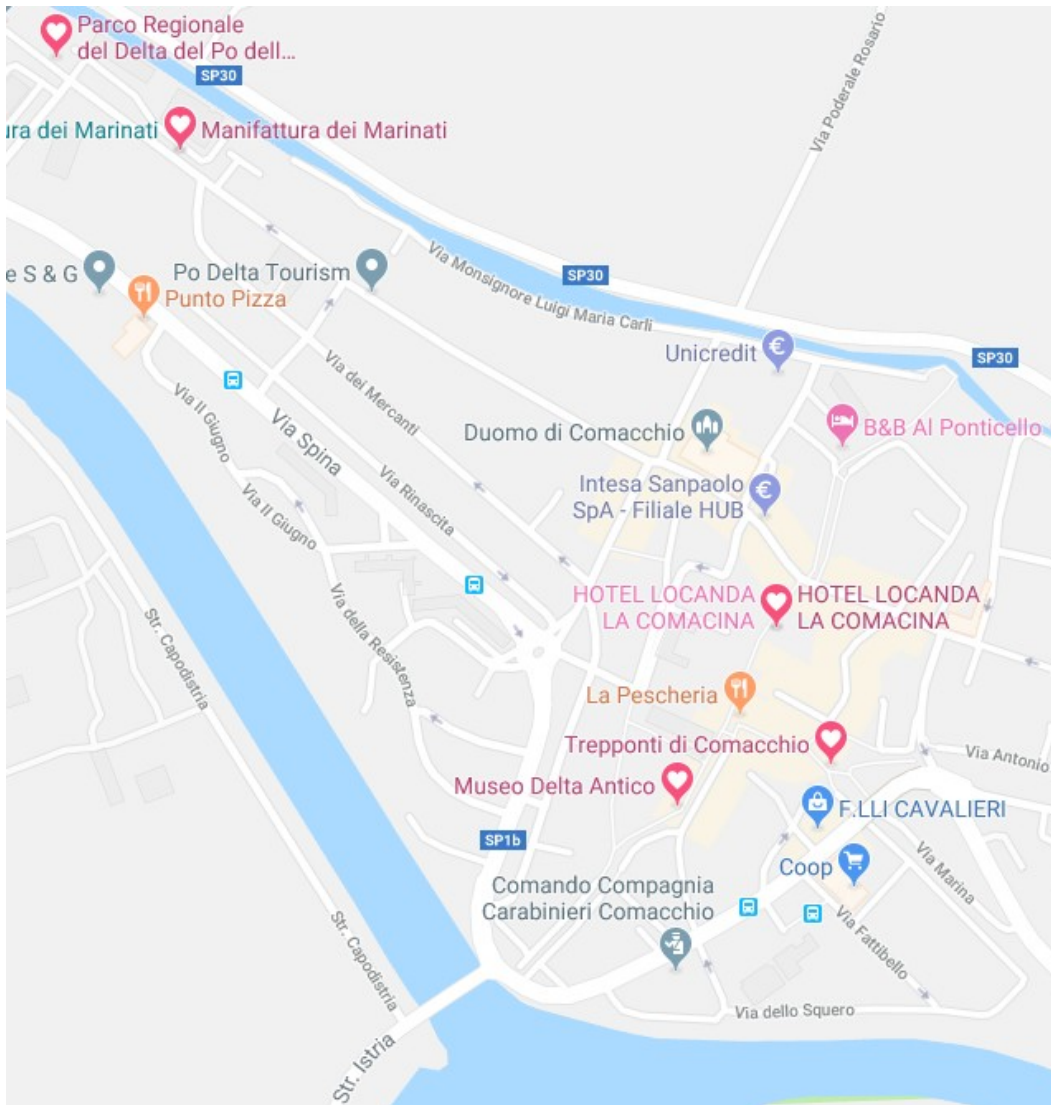 Parco Regionale
del Delta del Po dell...
SP30
ura dei Marinati
Manifattura dei Marinati
Via Poderale Rosario
e S & G
Po Delta Tourism
Punto Pizza
Via Monsignore Luigi Maria Carli
SP30
Unicredit
SP30
Via II Giugno
Via Spina
Via dei Mercanti
Duomo di Comacchio
B&B Al Ponticello
Via Rinascita
Intesa Sanpaolo
SpA - Filiale HUB
Via II Giugno
HOTEL LOCANDA
LA COMACINA
HOTEL LOCANDA
LA COMACINA
Str. Capodistria
Via della Resistenza
La Pescheria
Trepponti di Comacchio
Via Antonio
Museo Delta Antico
F.LLI CAVALIERI
SP1b
Coop
Via Marina
Comando Compagnia
Carabinieri Comacchio
Str. Capodistria
Via Fattibello
Via dello Squero
Str. Istria